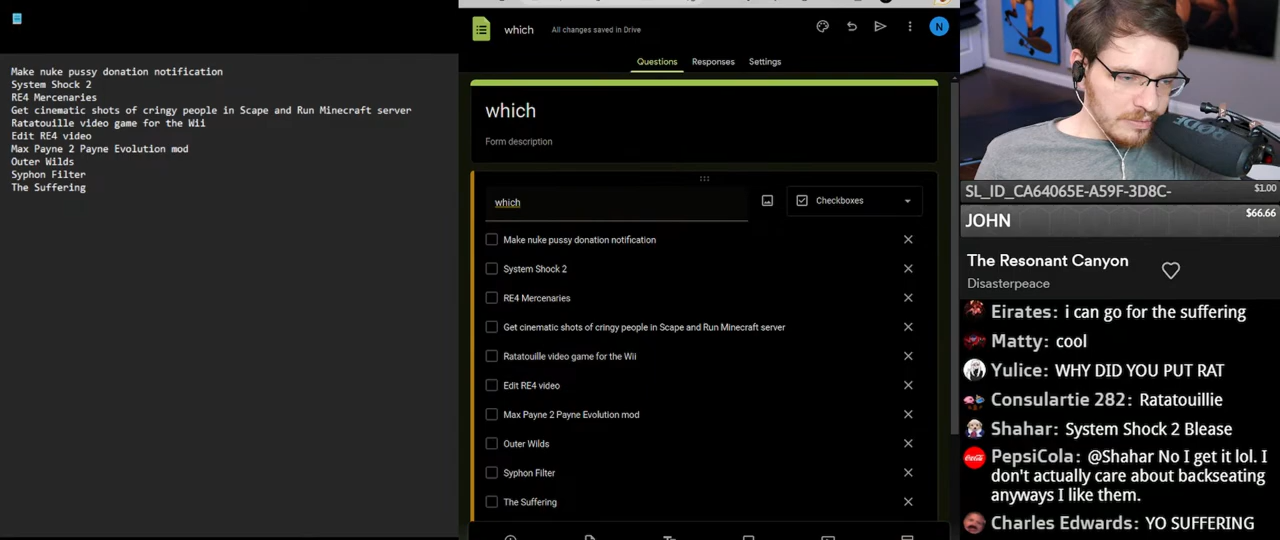 Make nuke pussy donation notification
System Shock 2
RE4 Mercenaries
Get cinematic shots of cringy people in Scape and Run Minecraft server
Ratatouille video game for the Wii
Edit RE4 video
Max Payne 2 Payne Evolution mod
Outer Wilds
Syphon Filter
The Suffering
which
All changes saved in Drive
N
Questions
Responses
Settings
which
Form description
which
Checkboxes
Make nuke pussy donation notification
System Shock 2
RE4 Mercenaries
Get cinematic shots of cringy people in Scape and Run Minecraft server
Ratatouille video game for the Wii
Edit RE4 video
Max Payne 2 Payne Evolution mod
Outer Wilds
Syphon Filter
The Suffering
RODE
SL_ID_CA64065E-A59F-3D8C- $1.00
JOHN $66.66
The Resonant Canyon
Disasterpeace
Eirates: i can go for the suffering
Matty: cool
Yulice: WHY DID YOU PUT RAT
Consulartie 282: Ratatouillie
Shahar: System Shock 2 Blease
PepsiCola: @Shahar No I get it lol. I
don't actually care about backseating
anyways I like them.
Charles Edwards: YO SUFFERING